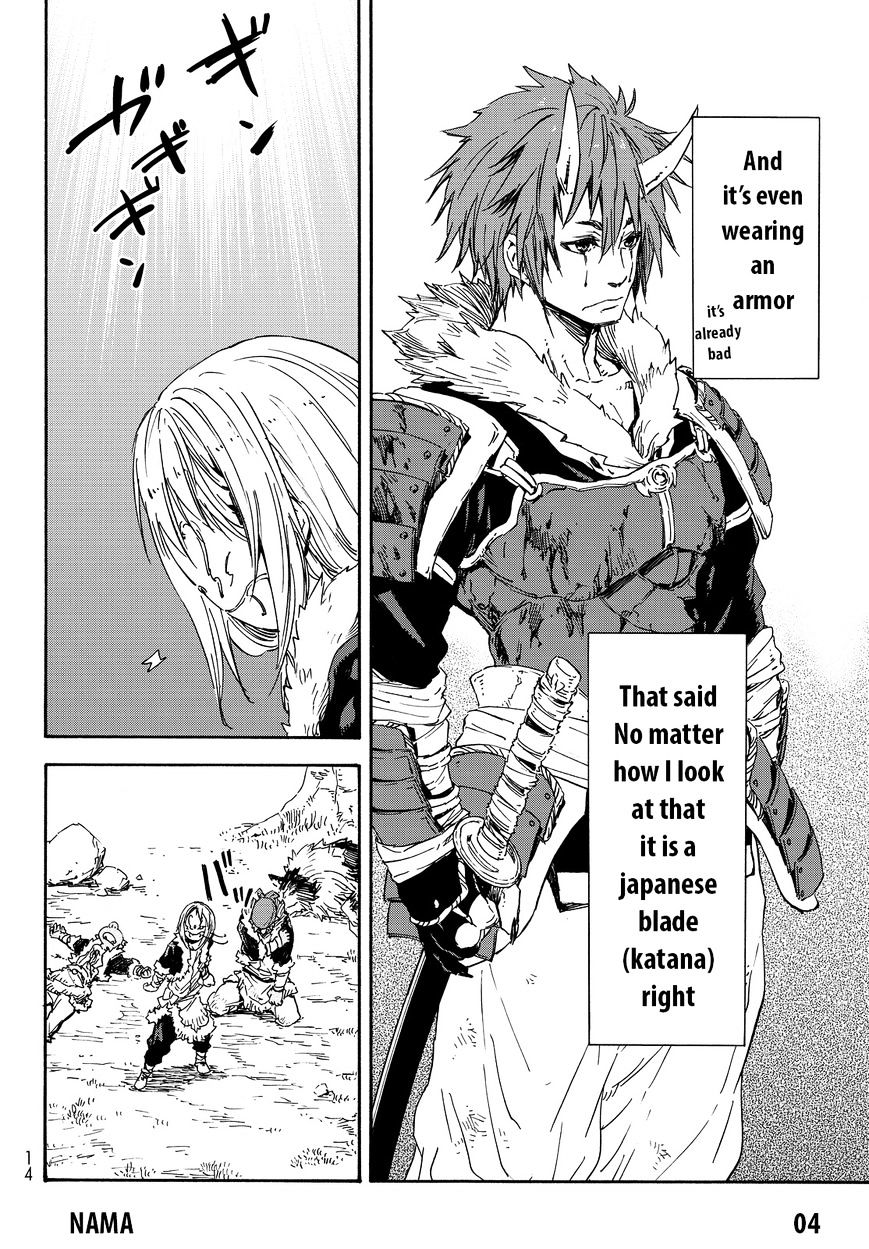 And
it's even
wearing
an
armor
it's
already
bad
That said
No matter
how I look
at that
it is a
japanese
blade
(katana)
right
ギン
ガギギン
バッ
14
NAMA
04